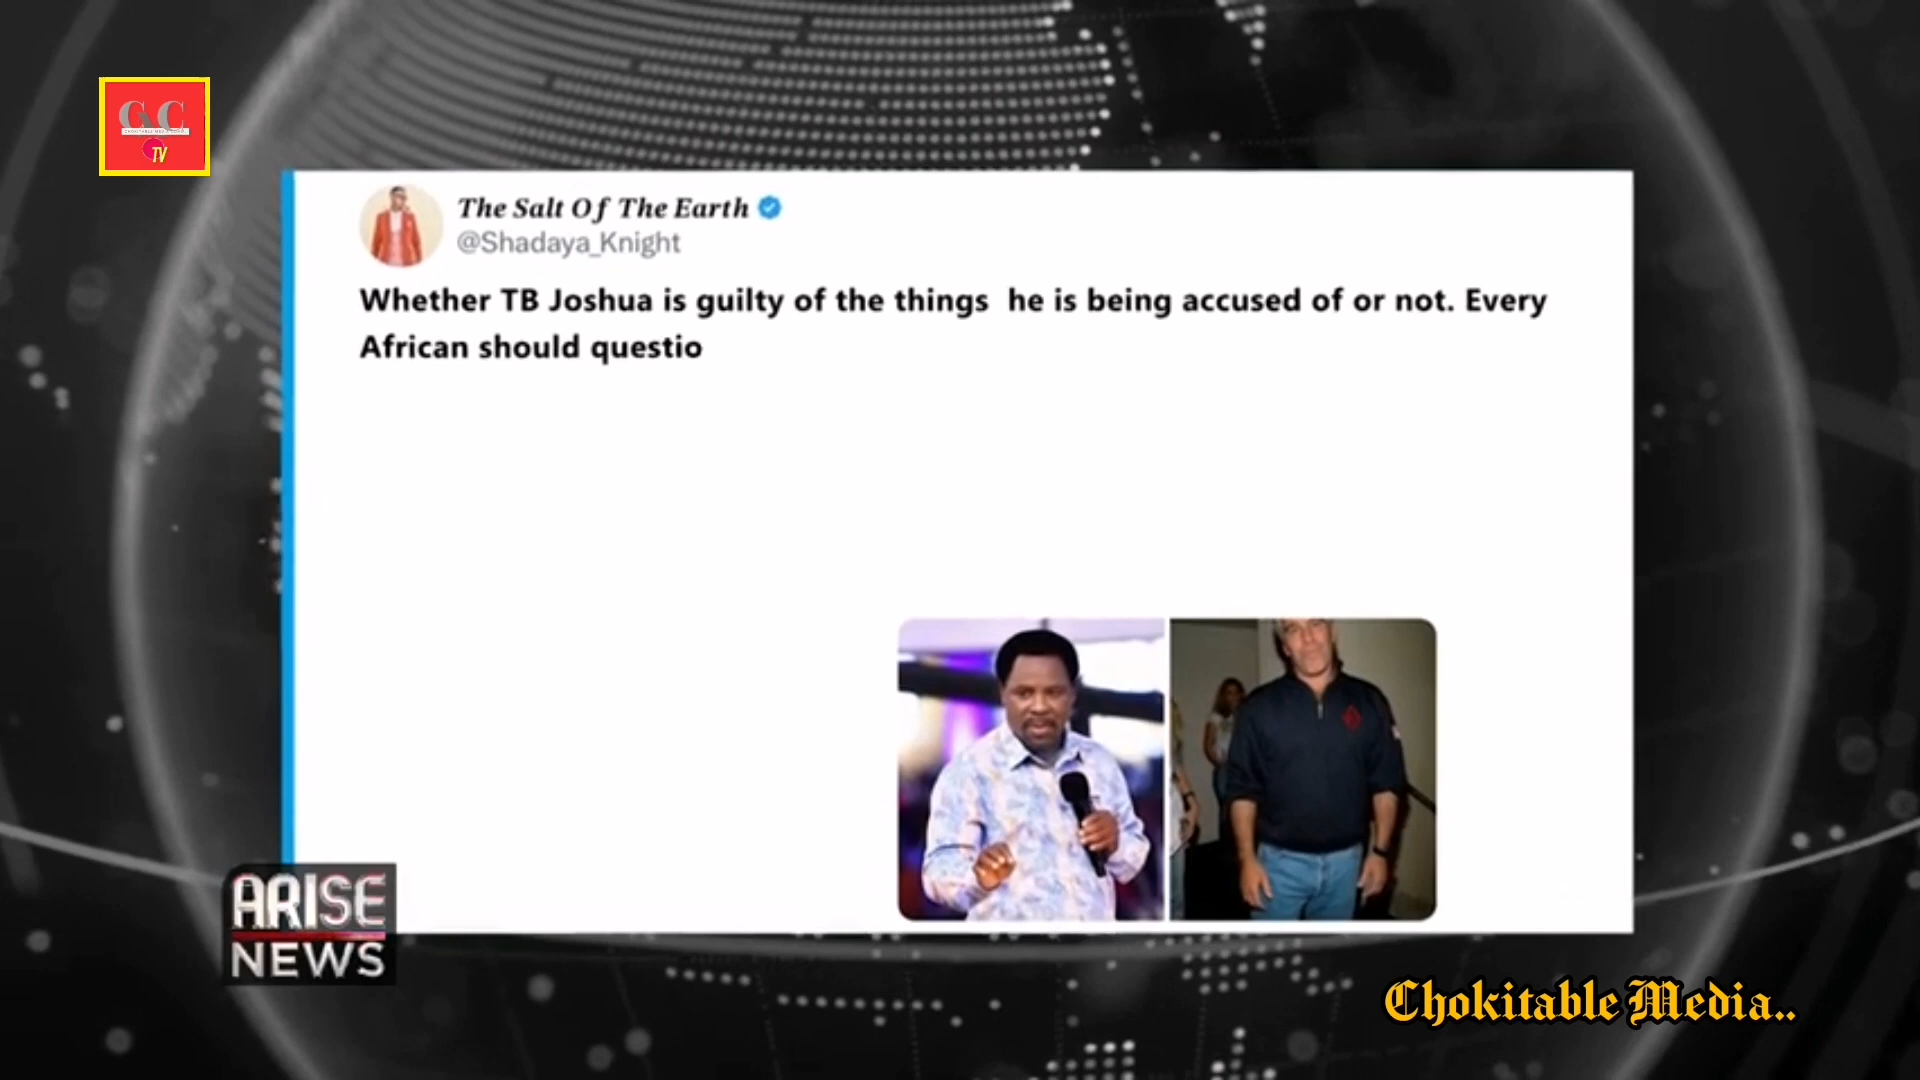 GC
TV
The Salt Of The Earth
@Shadaya_Knight
Whether TB Joshua is guilty of the things he is being accused of or not. Every
African should questio
ARISE
NEWS
Chokitable Media..